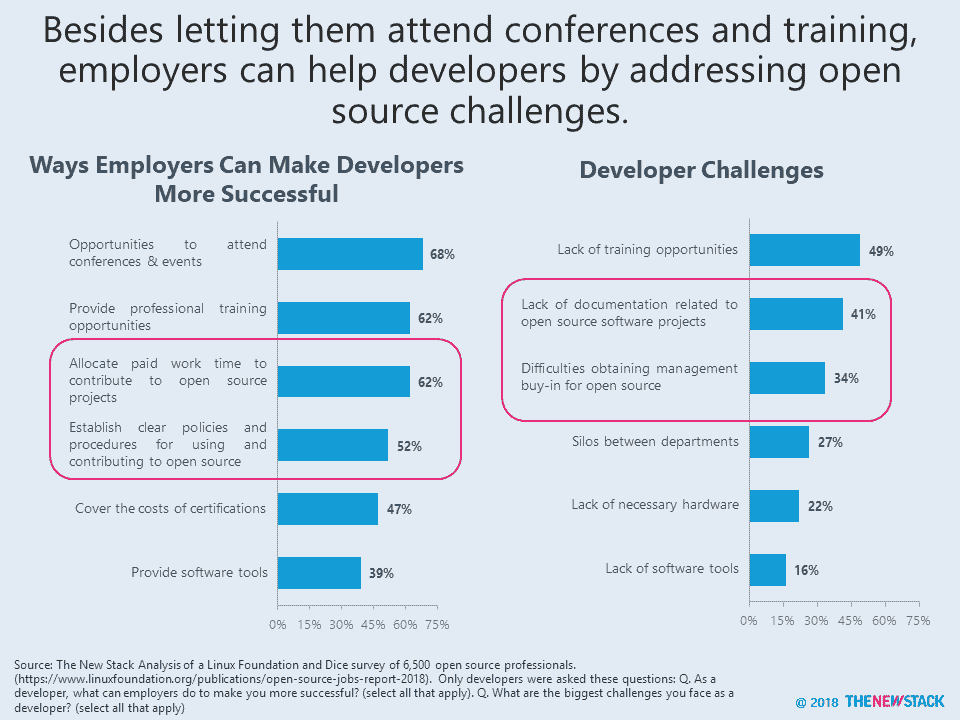 Besides letting them attend conferences and training,
employers can help developers by addressing open
source challenges.
Ways Employers Can Make Developers
More Successful
Opportunities to attend
conferences & events
68%
Provide professional training
opportunities
62%
Allocate paid work time to
contribute to open source
projects
62%
Establish clear policies and
procedures for using and
contributing to open source
52%
Cover the costs of certifications
47%
Provide software tools
39%
0% 15% 30% 45% 60% 75%
Developer Challenges
Lack of training opportunities
49%
Lack of documentation related to
open source software projects
41%
Difficulties obtaining management
buy-in for open source
34%
Silos between departments
27%
Lack of necessary hardware
22%
Lack of software tools
16%
0% 15% 30% 45% 60% 75%
Source: The New Stack Analysis of a Linux Foundation and Dice survey of 6,500 open source professionals.
(https://www.linuxfoundation.org/publications/open-source-jobs-report-2018). Only developers were asked these questions: Q. As a
developer, what can employers do to make you more successful? (select all that apply). Q. What are the biggest challenges you face as a
developer? (select all that apply)
@ 2018 THENEWSTACK